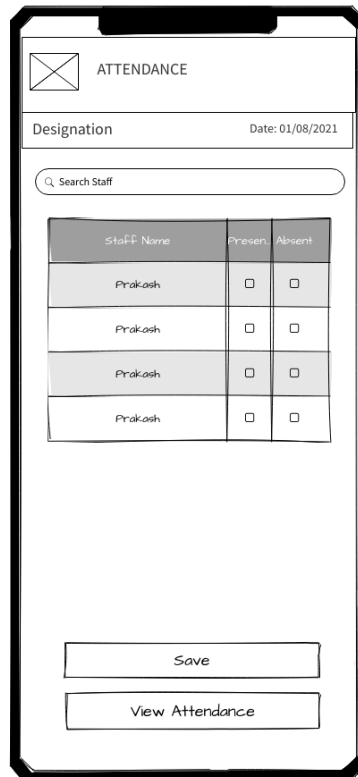 ATTENDANCE
Designation Date: 01/08/2021
Search Staff
Staff Name Presen.. Absent
Prakash
Prakash
Prakash
Prakash
Save
View Attendance